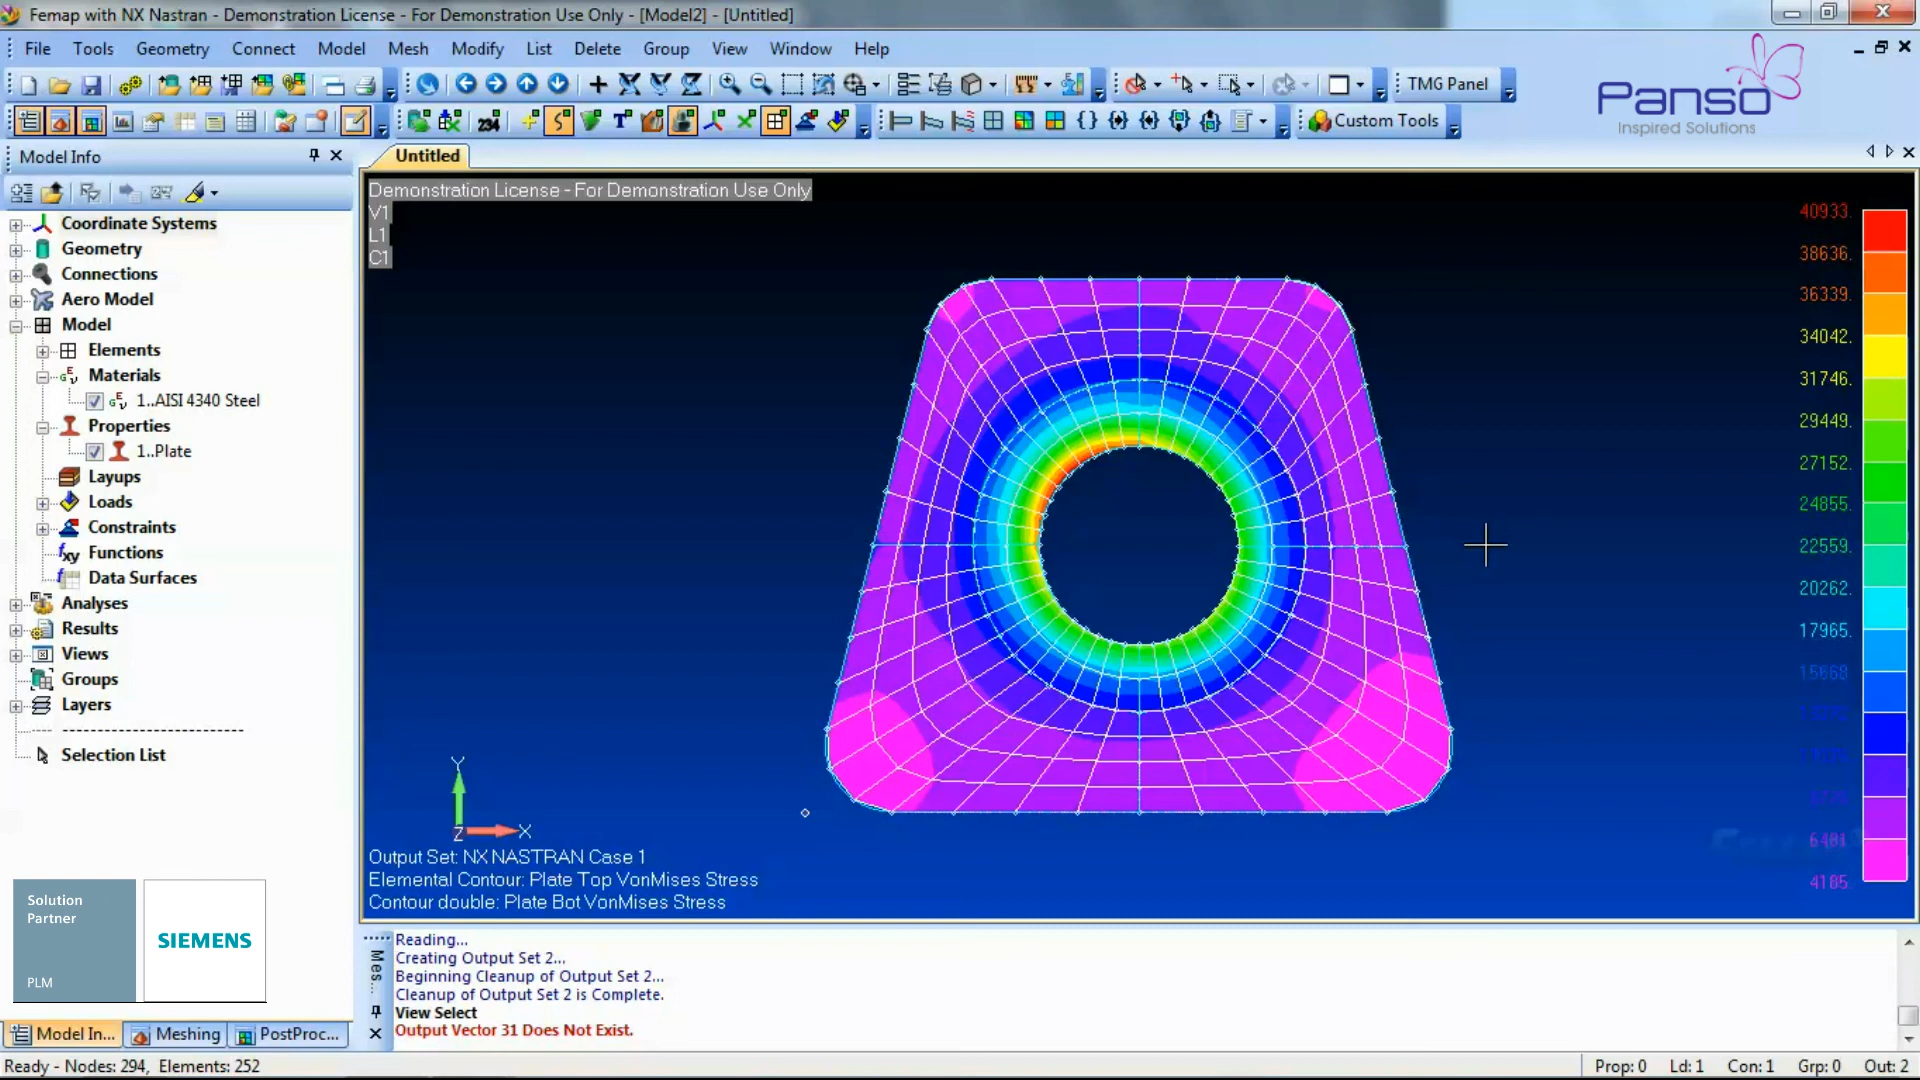 Femap with NX Nastran - Demonstration License - For Demonstration Use Only - [Model2] - [Untitled]
File Tools Geometry Connect Model Mesh Modify List Delete Group View Window Help
TMG Panel
Custom Tools
Panso
Inspired Solutions
Model Info
Untitled
Coordinate Systems
Geometry
Connections
Aero Model
Model
Elements
Materials
1..AISI 4340 Steel
Properties
1..Plate
Layups
Loads
Constraints
Functions
Data Surfaces
Analyses
Results
Views
Groups
Layers
Selection List
Solution
Partner
PLM
SIEMENS
Model In... Meshing PostProc...
Demonstration License - For Demonstration Use Only
V1
L1
C1
40933.
38636.
36339.
34042.
31746.
29449.
27152.
24855.
22559.
20262.
17965.
15668
6481
4185.
Y
Z X
Output Set: NX NASTRAN Case 1
Elemental Contour: Plate Top VonMises Stress
Contour double: Plate Bot VonMises Stress
Mes...
Reading...
Creating Output Set 2...
Beginning Cleanup of Output Set 2...
Cleanup of Output Set 2 is Complete.
View Select
Output Vector 31 Does Not Exist.
Ready - Nodes: 294, Elements: 252
Prop: 0 Ld: 1 Con: 1 Grp: 0 Out: 2